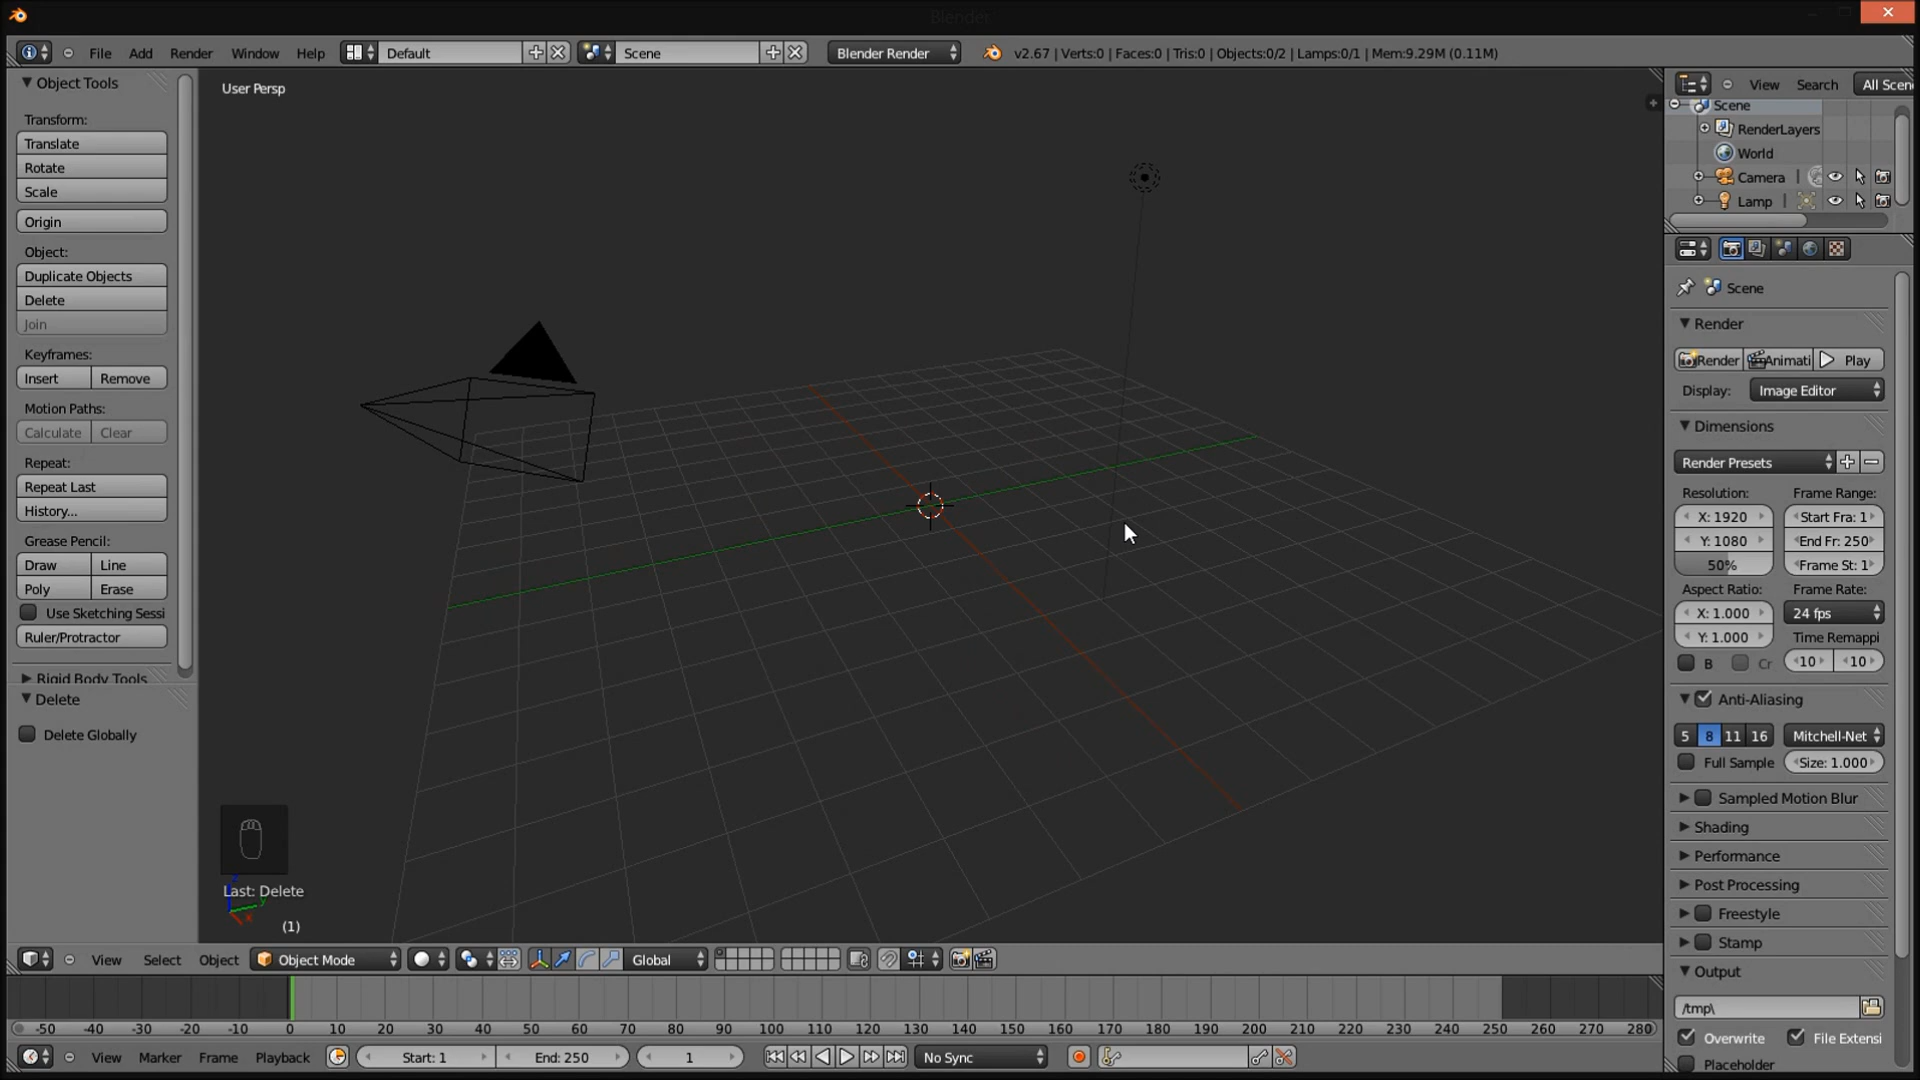 Blender
File Add Render Window Help Default Scene Blender Render v2.67 | Verts:0 | Faces:0 | Tris:0 | Objects:0/2 | Lamps:0/1 | Mem:9.29M (0.11M)
Object Tools
Transform:
Translate
Rotate
Scale
Origin
Object:
Duplicate Objects
Delete
Join
Keyframes:
Insert Remove
Motion Paths:
Calculate Clear
Repeat:
Repeat Last
History...
Grease Pencil:
Draw Line
Poly Erase
Use Sketching Sessi
Ruler/Protractor
Rigid Body Tools
Delete
Delete Globally
User Persp
Last: Delete
z
y
x
(1)
View Search All Scen
Scene
RenderLayers
World
Camera |
Lamp |
Scene
Render
Render Animati Play
Display: Image Editor
Dimensions
Render Presets
Resolution: Frame Range:
X: 1920 Start Fra: 1
Y: 1080 End Fr: 250
50% Frame St: 1
Aspect Ratio: Frame Rate:
X: 1.000 24 fps
Y: 1.000 Time Remappi
B Cr 10 10
Anti-Aliasing
5 8 11 16 Mitchell-Net
Full Sample Size: 1.000
Sampled Motion Blur
Shading
Performance
Post Processing
Freestyle
Stamp
Output
/tmp\
Overwrite File Extensi
Placeholder
View Select Object Object Mode Global
-50 -40 -30 -20 -10 0 10 20 30 40 50 60 70 80 90 100 110 120 130 140 150 160 170 180 190 200 210 220 230 240 250 260 270 280
View Marker Frame Playback Start: 1 End: 250 1 No Sync